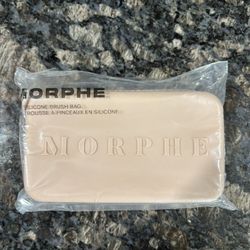 MORPHE
SILICONE BRUSH BAG
TROUSSE À PINCEAUX EN SILICONE
MORPHE